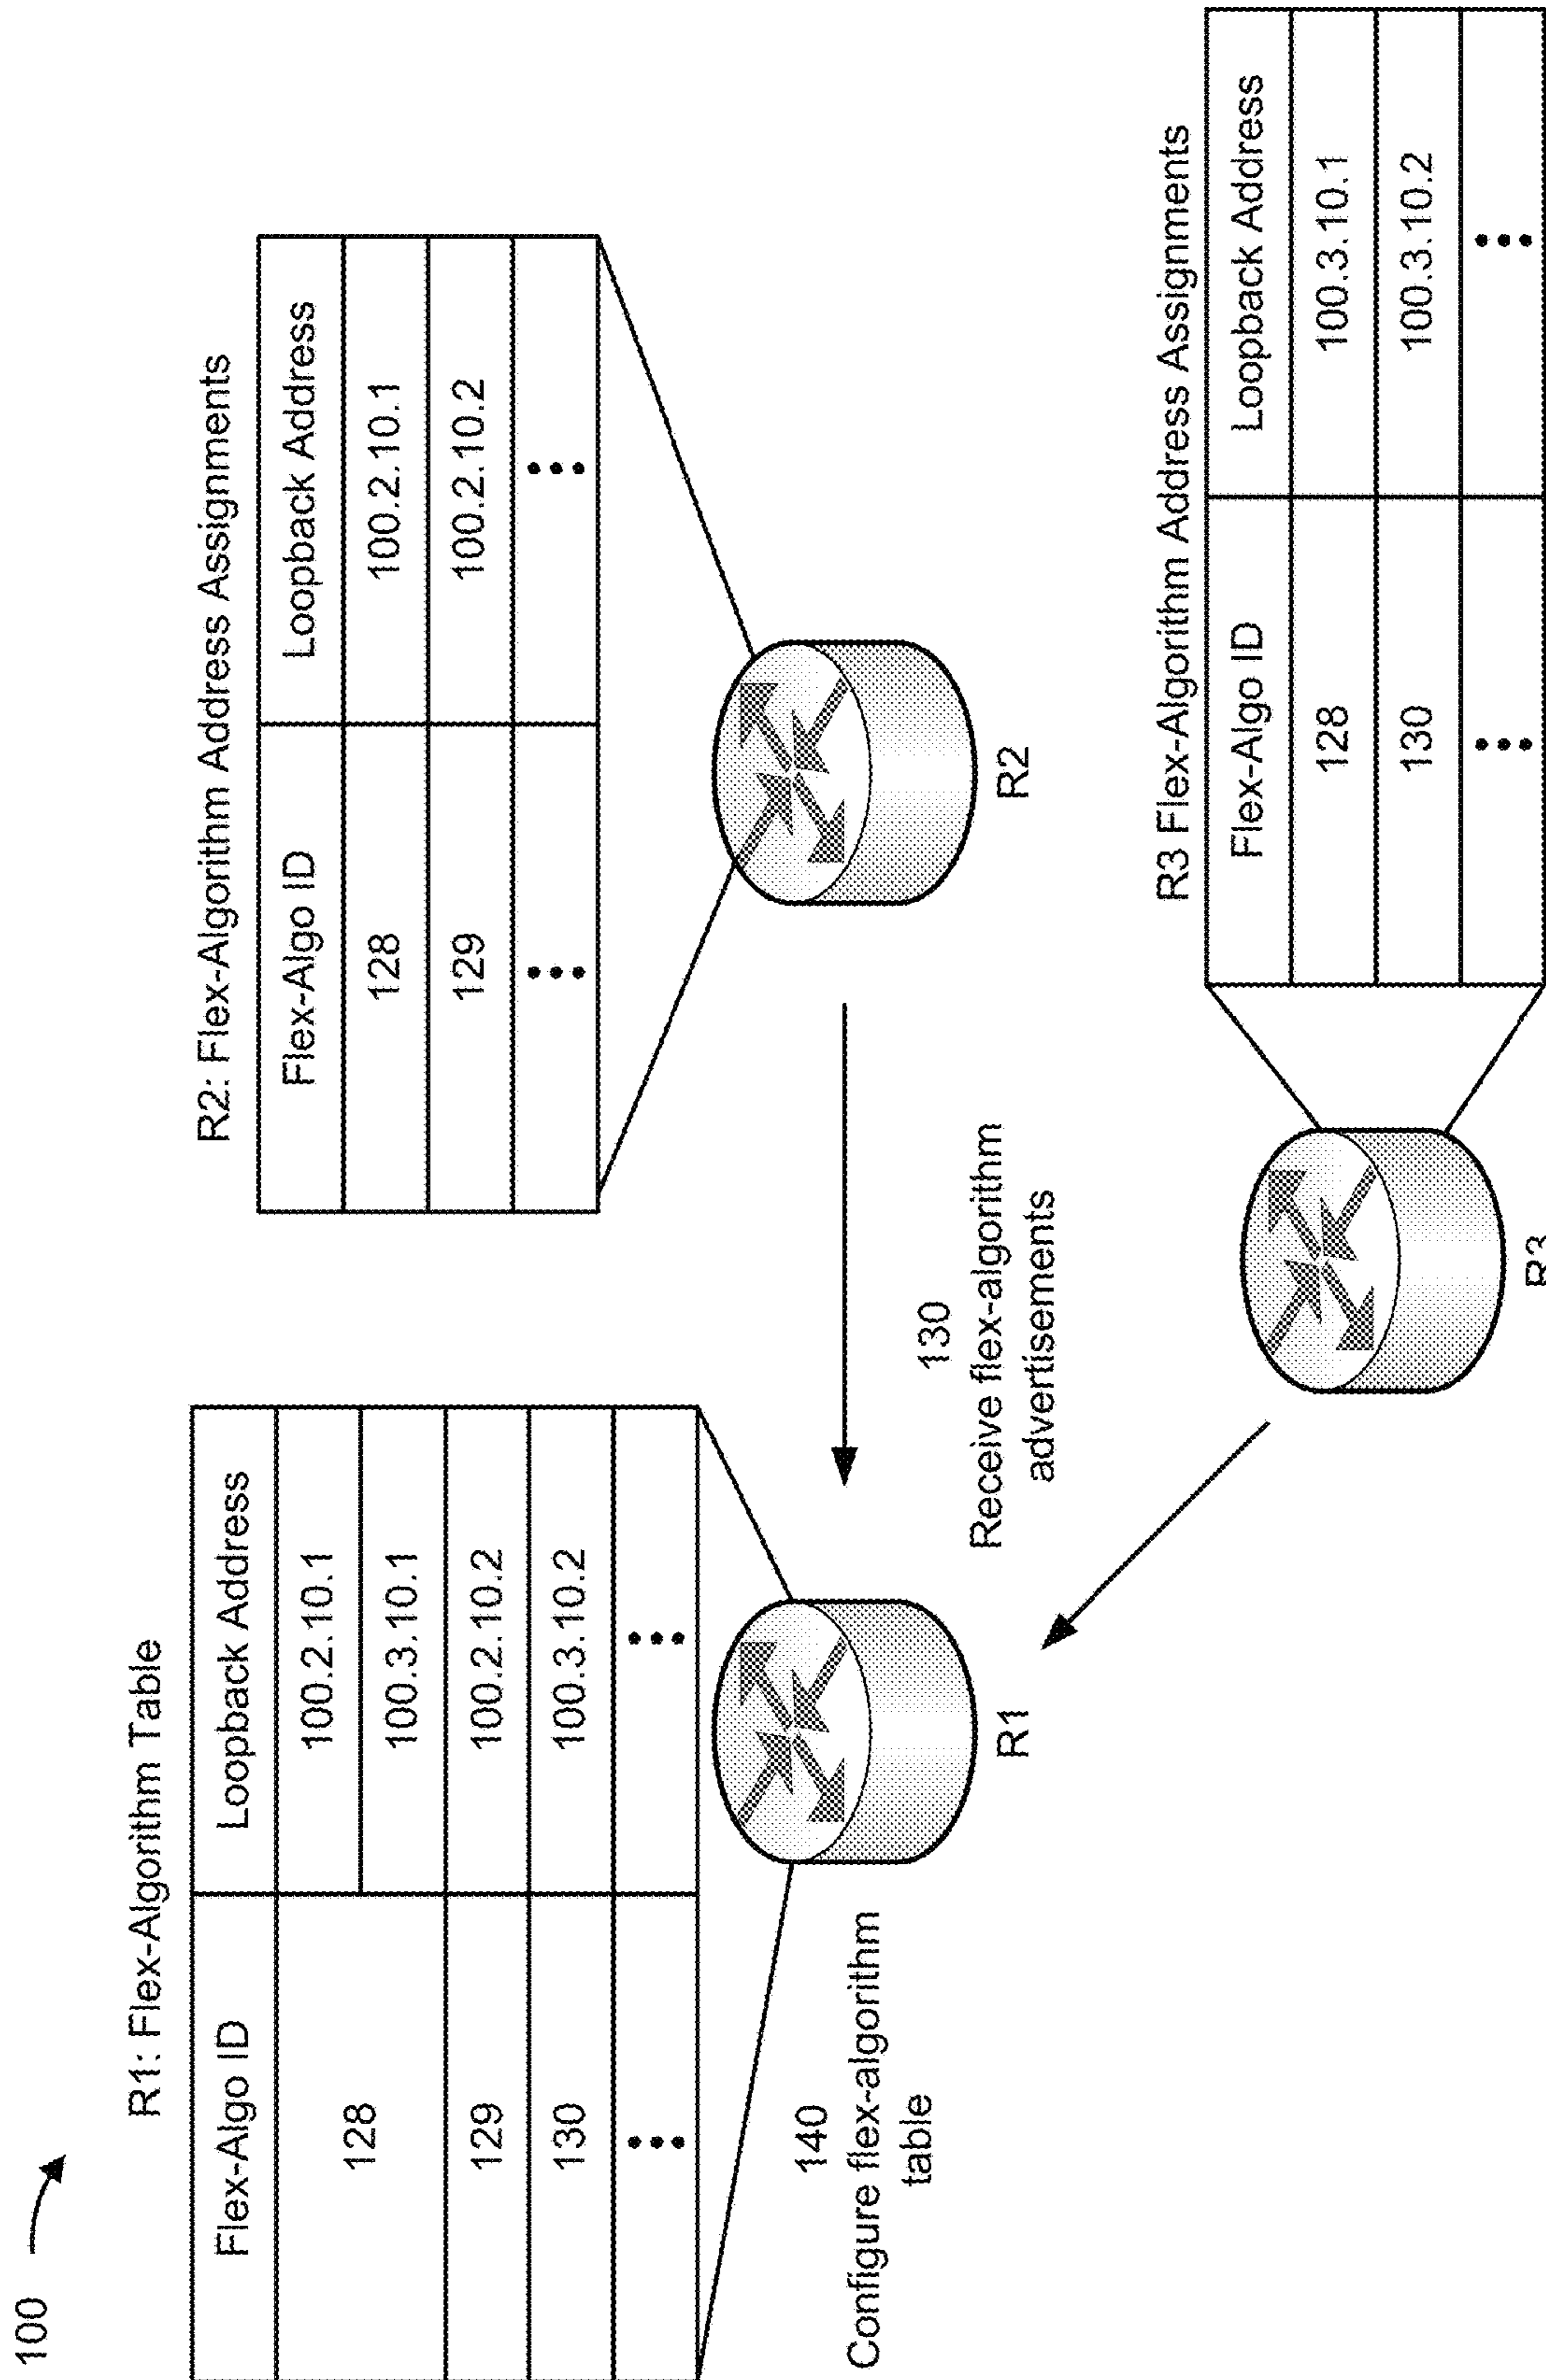 100
R1: Flex-Algorithm Table
Flex-Algo ID Loopback Address
128 100.2.10.1
100.3.10.1
129 100.2.10.2
130 100.3.10.2
R1
140
Configure flex-algorithm
table
R2: Flex-Algorithm Address Assignments
Flex-Algo ID Loopback Address
128 100.2.10.1
129 100.2.10.2
R2
130
Receive flex-algorithm
advertisements
R3 Flex-Algorithm Address Assignments
Flex-Algo ID Loopback Address
128 100.3.10.1
130 100.3.10.2
R3